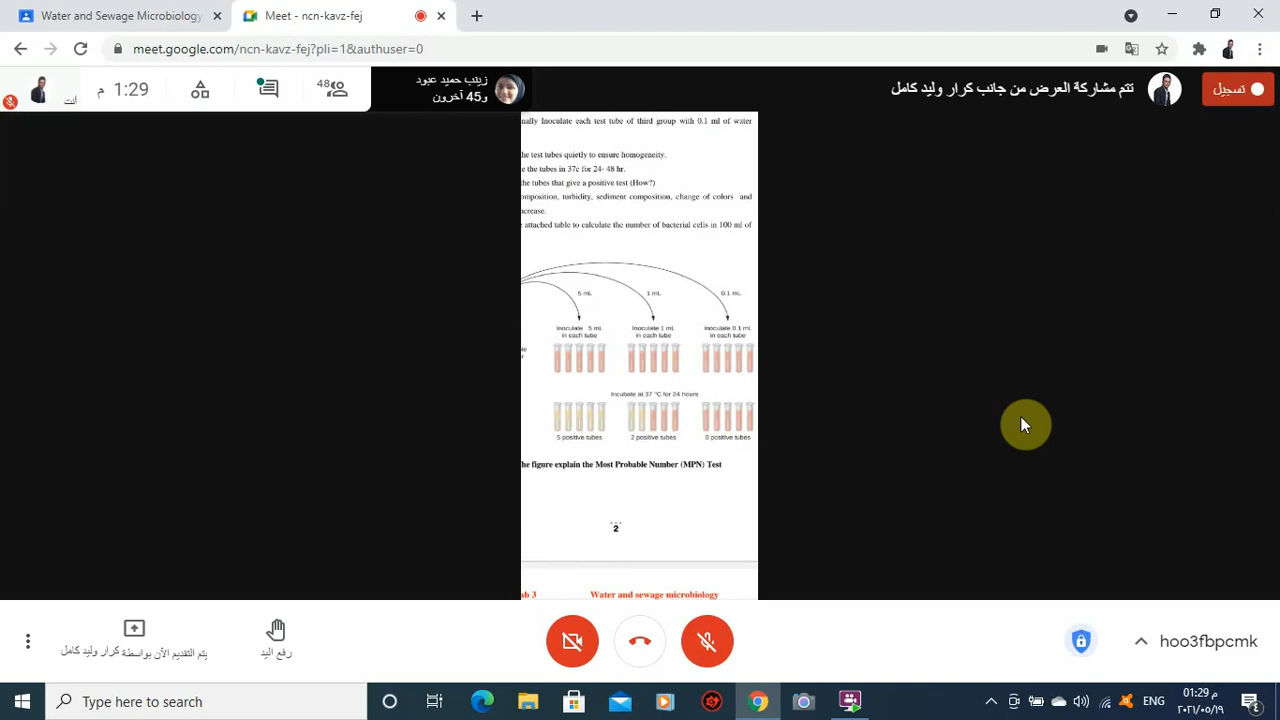 Water and Sewage Microbiology
Meet - ncn-kavz-fej
meet.google.com/ncn-kavz-fej?pli=1&authuser=0
1:29 م
48
زينب حميد عبود
و45 آخرون
تتم مشاركة العرض من جانب كرار وليد كامل
تسجيل
nally Inoculate each test tube of third group with 0.1 ml of water
he test tubes quietly to ensure homogeneity.
te the tubes in 37c for 24- 48 hr.
the tubes that give a positive test (How?)
omposition, turbidity, sediment composition, change of colors and
ncrease.
e attached table to calculate the number of bacterial cells in 100 ml of
5 mL
1 mL
0.1 mL
Inoculate 5 mL
in each tube
Inoculate 1 mL
in each tube
Inoculate 0.1 mL
in each tube
Incubate at 37 °C for 24 hours
5 positive tubes
2 positive tubes
0 positive tubes
he figure explain the Most Probable Number (MPN) Test
2
ab 3
Water and sewage microbiology
يتم التقديم الآن بواسطة كرار وليد كامل
رفع اليد
hoo3fbpcmk
Type here to search
ENG
01:29 م